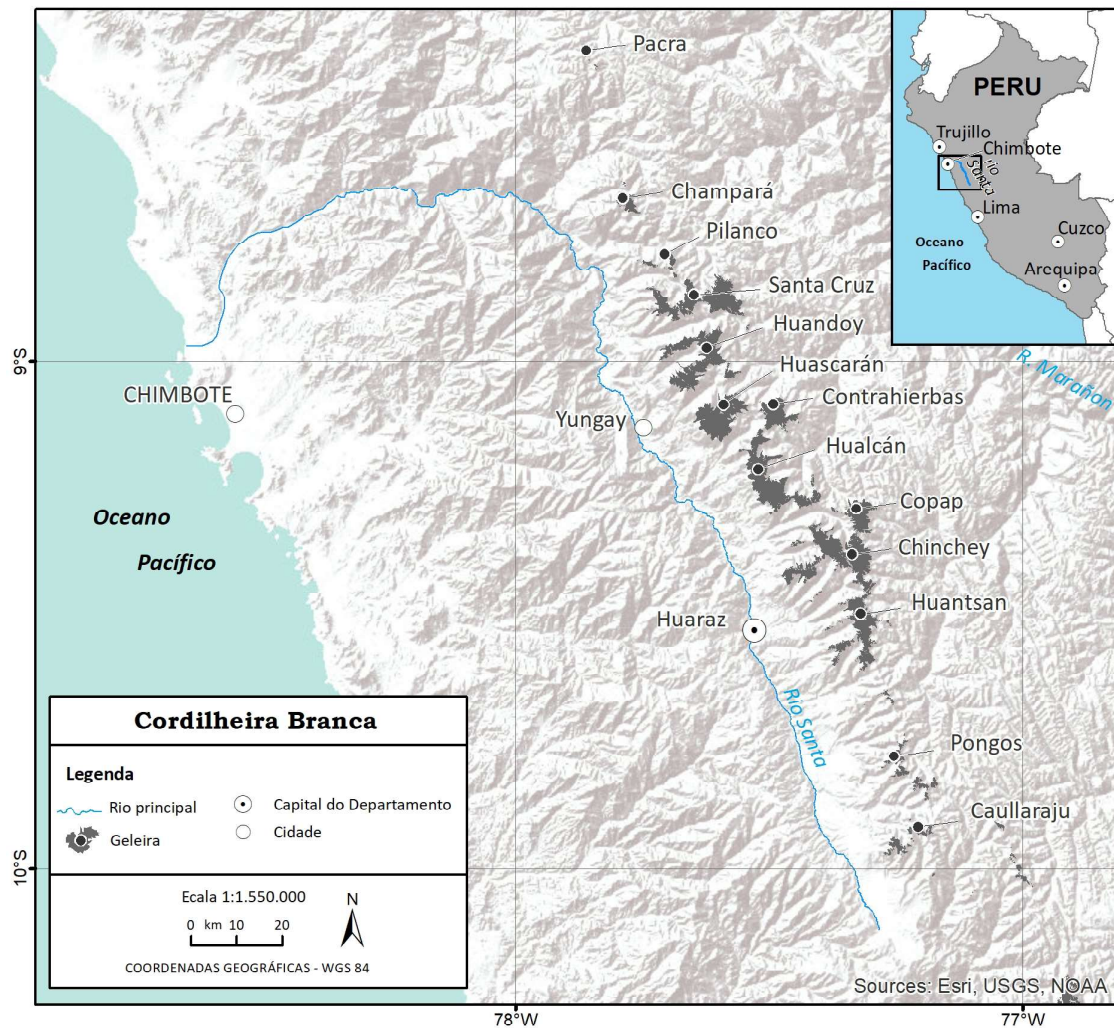 Pacra
Champará
Pilanco
Santa Cruz
Huandoy
Huascarán
Contrahierbas
Hualcán
Copap
Chinchey
Huantsan
Pongos
Caullaraju
CHIMBOTE
Yungay
Huaraz
Oceano
Pacífico
Rio Santa
R. Marañon
PERU
Trujillo
Chimbote
rio
Santa
Lima
Cuzco
Arequipa
Oceano
Pacífico
9°S
10°S
78°W
77°W
Cordilheira Branca
Legenda
Rio principal
Capital do Departamento
Geleira
Cidade
Ecala 1:1.550.000
N
0 km 10 20
COORDENADAS GEOGRÁFICAS - WGS 84
Sources: Esri, USGS, NOAA